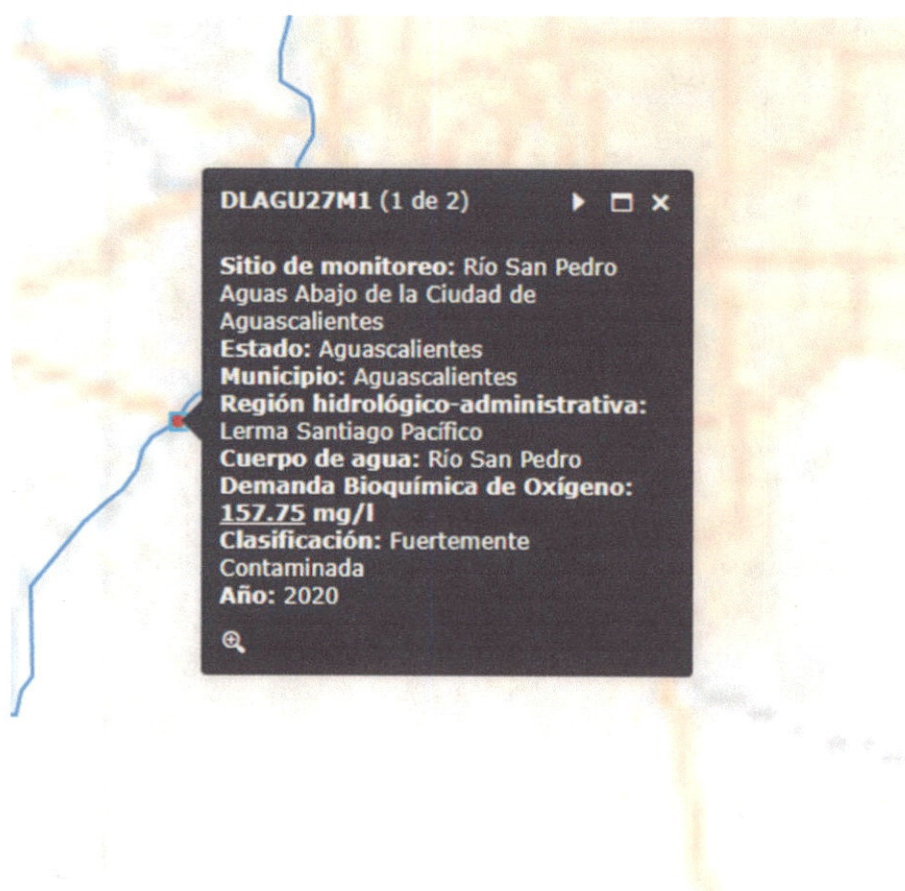 DLAGU27M1 (1 de 2)
Sitio de monitoreo: Río San Pedro
Aguas Abajo de la Ciudad de
Aguascalientes
Estado: Aguascalientes
Municipio: Aguascalientes
Región hidrológico-administrativa:
Lerma Santiago Pacífico
Cuerpo de agua: Río San Pedro
Demanda Bioquímica de Oxígeno:
157.75 mg/l
Clasificación: Fuertemente
Contaminada
Año: 2020